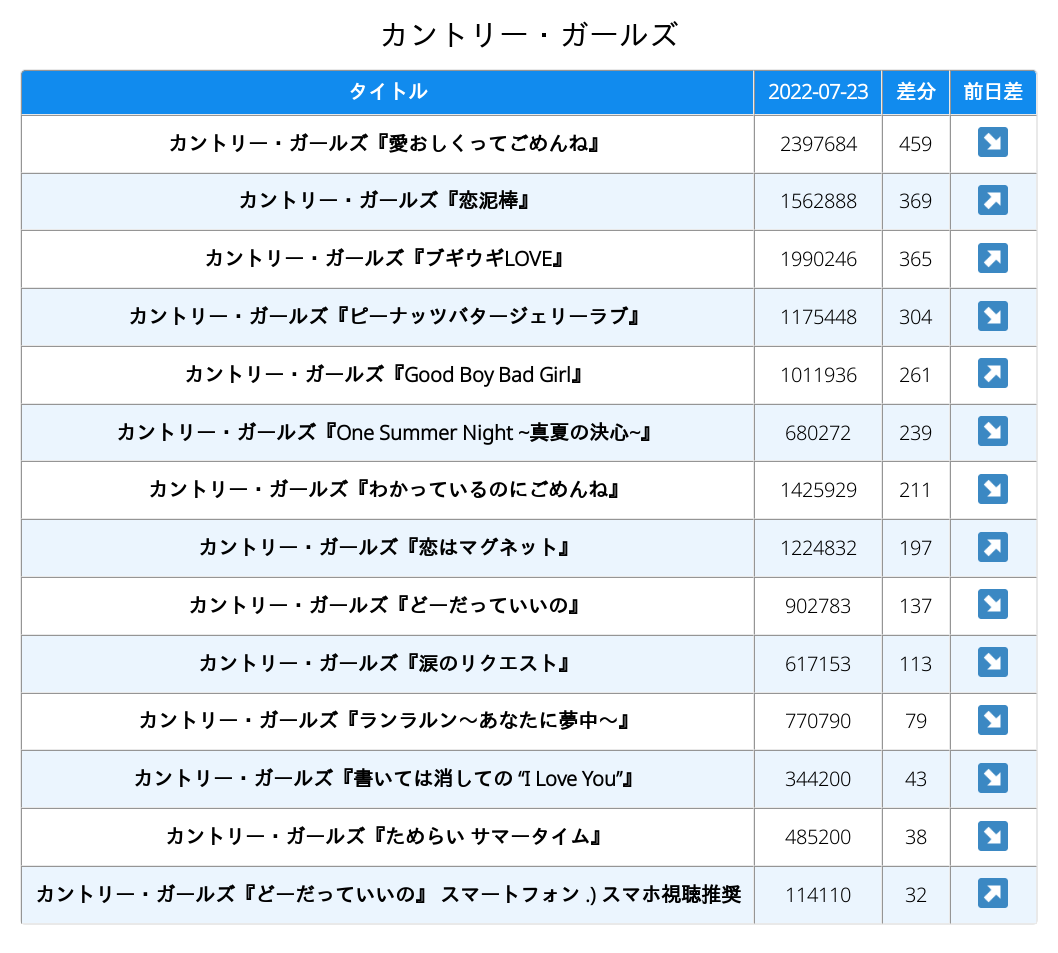 カントリー・ガールズ
タイトル 2022-07-23 差分 前日差
カントリー・ガールズ『愛おしくってごめんね』 2397684 459 ↘
カントリー・ガールズ『恋泥棒』 1562888 369 ↗
カントリー・ガールズ『ブギウギLOVE』 1990246 365 ↗
カントリー・ガールズ『ピーナッツバタージェリーラブ』 1175448 304 ↘
カントリー・ガールズ『Good Boy Bad Girl』 1011936 261 ↗
カントリー・ガールズ『One Summer Night ~真夏の決心~』 680272 239 ↘
カントリー・ガールズ『わかっているのにごめんね』 1425929 211 ↘
カントリー・ガールズ『恋はマグネット』 1224832 197 ↗
カントリー・ガールズ『どーだっていいの』 902783 137 ↘
カントリー・ガールズ『涙のリクエスト』 617153 113 ↘
カントリー・ガールズ『ランラルン～あなたに夢中～』 770790 79 ↘
カントリー・ガールズ『書いては消しての “I Love You”』 344200 43 ↘
カントリー・ガールズ『ためらい サマータイム』 485200 38 ↘
カントリー・ガールズ『どーだっていいの』 スマートフォン .) スマホ視聴推奨 114110 32 ↗